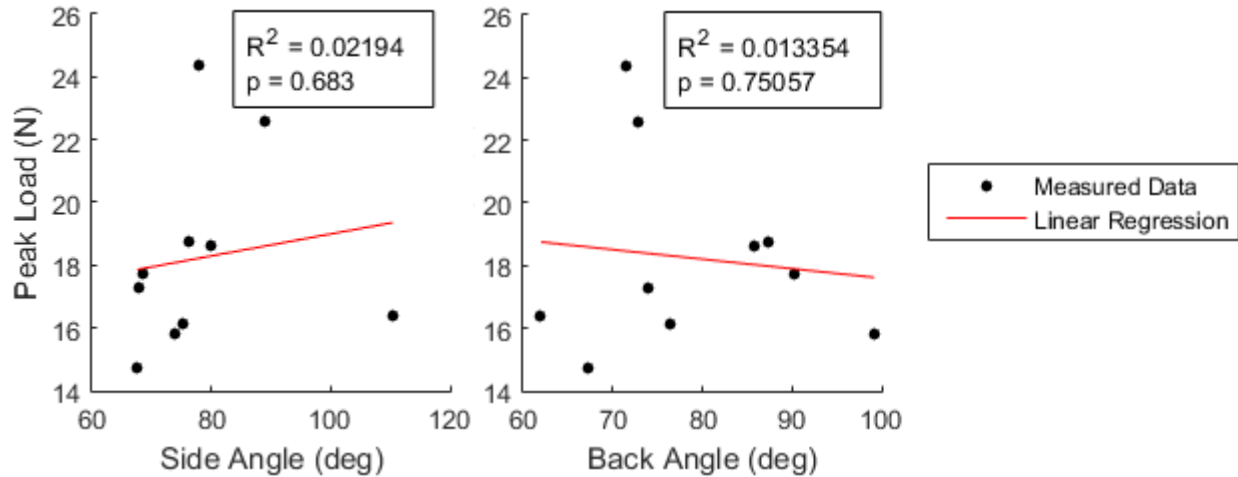 26
24
22
20
18
16
14
Peak Load (N)
R² = 0.02194
p = 0.683
60
80
100
120
Side Angle (deg)
26
24
22
20
18
16
14
R² = 0.013354
p = 0.75057
60
70
80
90
100
Back Angle (deg)
Measured Data
Linear Regression